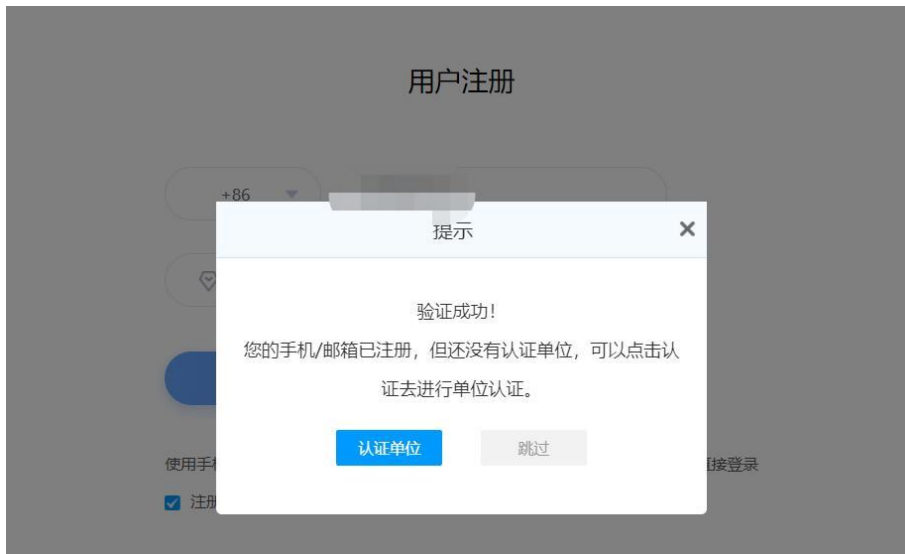 用户注册
+86
提示
验证成功!
您的手机/邮箱已注册,但还没有认证单位,可以点击认
证去进行单位认证。
认证单位 跳过
使用手 接登录
注册